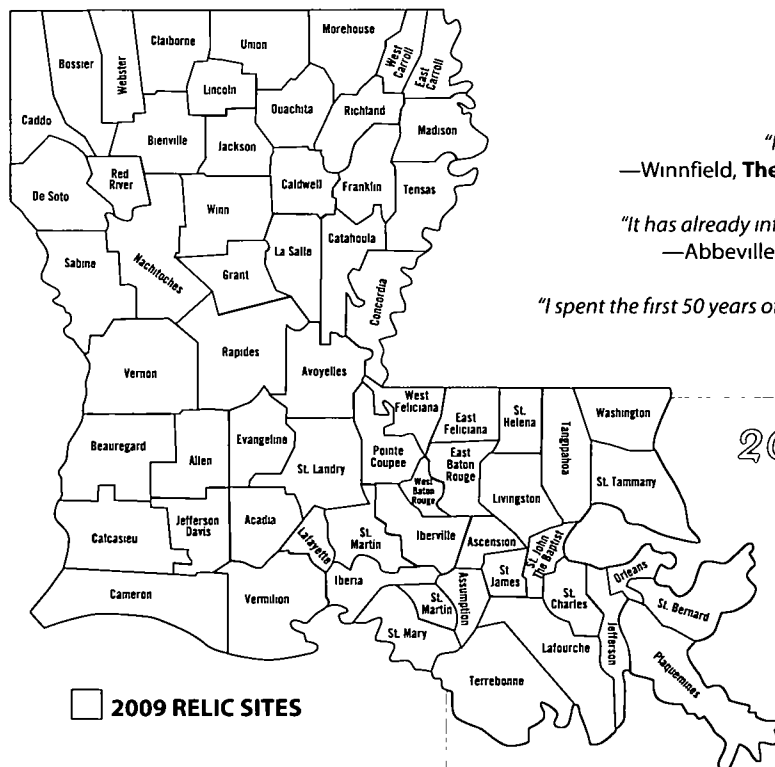 Morehouse
Claiborne
Union
West Carroll
East Carroll
Bossier
Webster
Lincoln
Ouachita
Richland
Caddo
Madison
Bienville
Jackson
Red
River
De Soto
Caldwell
Franklin
Tensas
Winn
Catahoula
La Salle
Sabine
Nachitoches
Grant
Concordia
Rapides
Vernon
Avoyelles
West
Feliciana
East
Feliciana
St.
Helena
Tangipahoa
Washington
Beauregard
Allen
Evangeline
St. Landry
Pointe
Coupee
West
Baton
Rouge
East
Baton
Rouge
Livingston
St. Tammany
Calcasieu
Jefferson
Davis
Acadia
Lafayette
St.
Martin
Iberville
Ascension
St. John
The Baptist
St
James
Orleans
Cameron
Vermilion
Iberia
St.
Martin
Assumption
St.
Charles
St. Bernard
St. Mary
Lafourche
Jefferson
Plaquemines
Terrebonne
2009 RELIC SITES
—Winnfield, The
"It has already int
—Abbeville
"I spent the first 50 years of
20